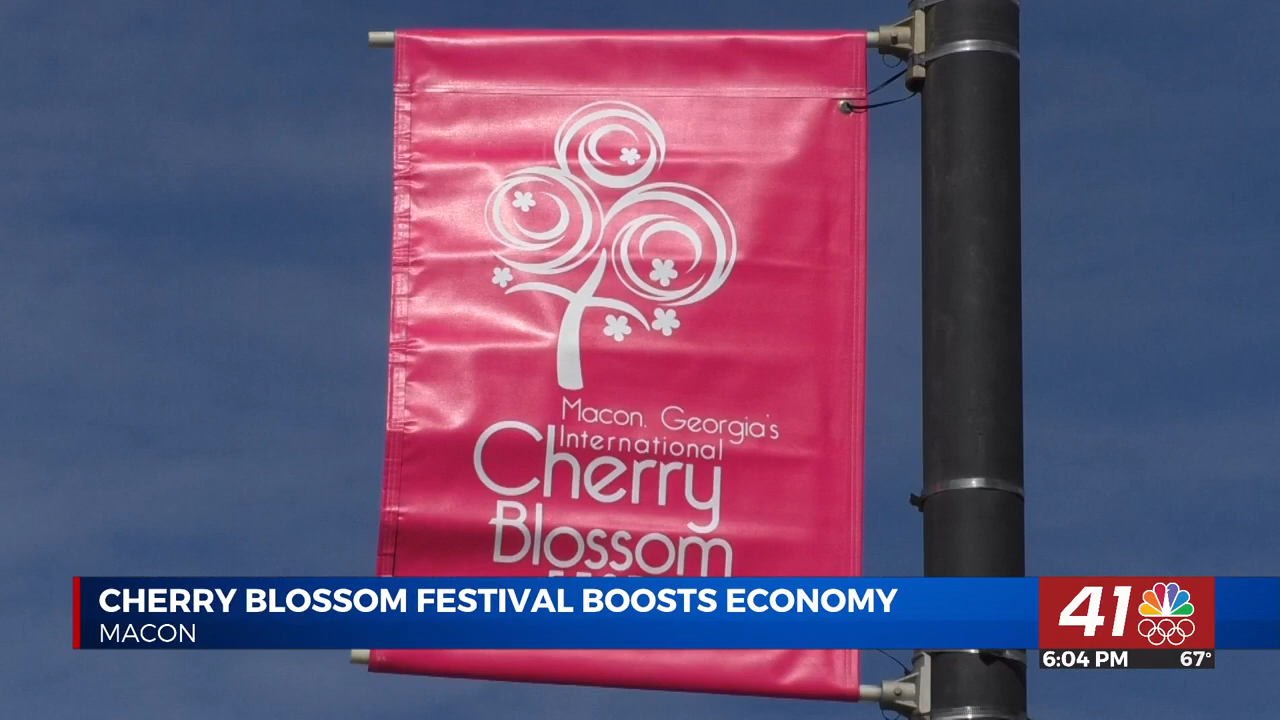 Macon, Georgia's
International
Cherry
Blossom
CHERRY BLOSSOM FESTIVAL BOOSTS ECONOMY
MACON
41
6:04 PM 67°